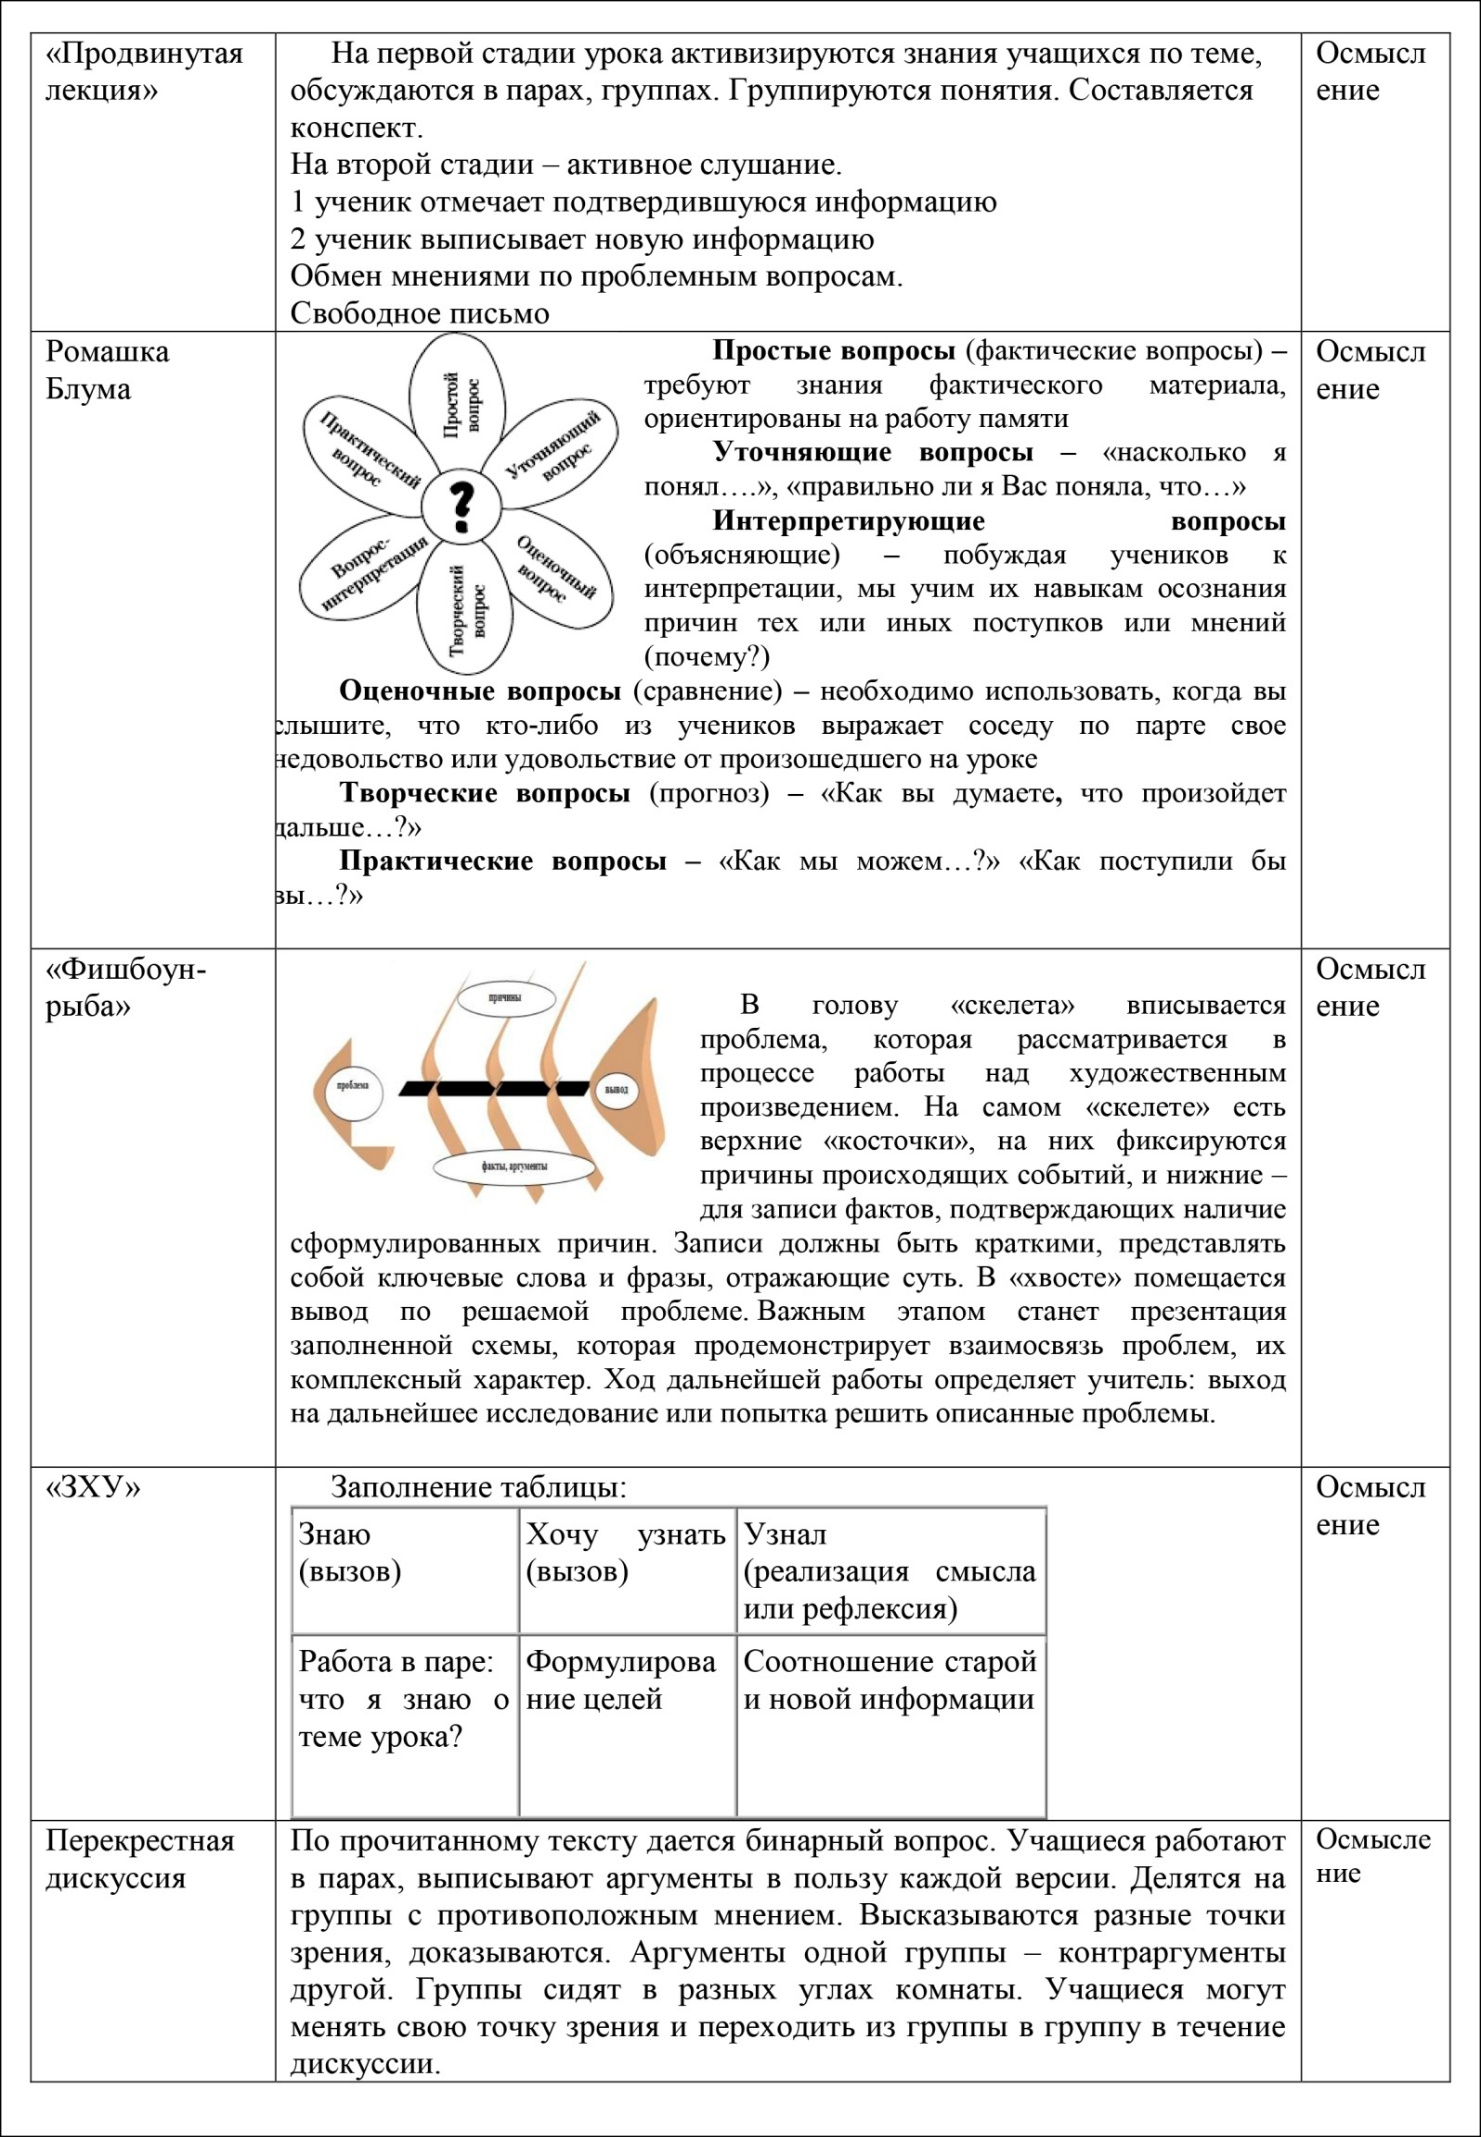 «Продвинутая
лекция»
На первой стадии урока активизируются знания учащихся по теме,
обсуждаются в парах, группах. Группируются понятия. Составляется
конспект.
На второй стадии – активное слушание.
1 ученик отмечает подтвердившуюся информацию
2 ученик выписывает новую информацию
Обмен мнениями по проблемным вопросам.
Свободное письмо
Осмысл
ение
Ромашка
Блума
Простой
вопрос
Уточняющий
вопрос
Оценочный
вопрос
Творческий
вопрос
Вопрос-
интерпретация
Практический
вопрос
?
Простые вопросы (фактические вопросы) –
требуют знания фактического материала,
ориентированы на работу памяти
Уточняющие вопросы – «насколько я
понял….», «правильно ли я Вас поняла, что…»
Интерпретирующие вопросы
(объясняющие) – побуждая учеников к
интерпретации, мы учим их навыкам осознания
причин тех или иных поступков или мнений
(почему?)
Оценочные вопросы (сравнение) – необходимо использовать, когда вы
слышите, что кто-либо из учеников выражает соседу по парте свое
недовольство или удовольствие от произошедшего на уроке
Творческие вопросы (прогноз) – «Как вы думаете, что произойдет
дальше…?»
Практические вопросы – «Как мы можем…?» «Как поступили бы
вы…?»
Осмысл
ение
«Фишбоун-
рыба»
причины
проблема
вывод
факты, аргументы
В голову «скелета» вписывается
проблема, которая рассматривается в
процессе работы над художественным
произведением. На самом «скелете» есть
верхние «косточки», на них фиксируются
причины происходящих событий, и нижние –
для записи фактов, подтверждающих наличие
сформулированных причин. Записи должны быть краткими, представлять
собой ключевые слова и фразы, отражающие суть. В «хвосте» помещается
вывод по решаемой проблеме. Важным этапом станет презентация
заполненной схемы, которая продемонстрирует взаимосвязь проблем, их
комплексный характер. Ход дальнейшей работы определяет учитель: выход
на дальнейшее исследование или попытка решить описанные проблемы.
Осмысл
ение
«ЗХУ»
Заполнение таблицы:
Знаю
(вызов)
Хочу узнать
(вызов)
Узнал
(реализация смысла
или рефлексия)
Работа в паре:
что я знаю о
теме урока?
Формулирова
ние целей
Соотношение старой
и новой информации
Осмысл
ение
Перекрестная
дискуссия
По прочитанному тексту дается бинарный вопрос. Учащиеся работают
в парах, выписывают аргументы в пользу каждой версии. Делятся на
группы с противоположным мнением. Высказываются разные точки
зрения, доказываются. Аргументы одной группы – контраргументы
другой. Группы сидят в разных углах комнаты. Учащиеся могут
менять свою точку зрения и переходить из группы в группу в течение
дискуссии.
Осмысле
ние